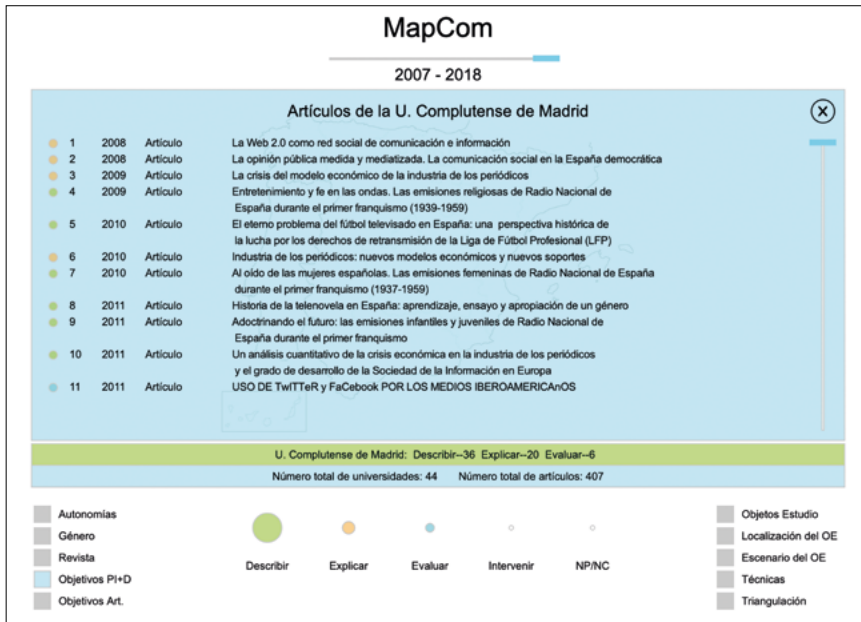 MapCom
2007 - 2018
Artículos de la U. Complutense de Madrid
X
1 2008 Artículo La Web 2.0 como red social de comunicación e información
2 2008 Artículo La opinión pública medida y mediatizada. La comunicación social en la España democrática
3 2009 Artículo La crisis del modelo económico de la industria de los periódicos
4 2009 Artículo Entretenimiento y fe en las ondas. Las emisiones religiosas de Radio Nacional de
España durante el primer franquismo (1939-1959)
5 2010 Artículo El eterno problema del fútbol televisado en España: una perspectiva histórica de
la lucha por los derechos de retransmisión de la Liga de Fútbol Profesional (LFP)
6 2010 Artículo Industria de los periódicos: nuevos modelos económicos y nuevos soportes
7 2010 Artículo Al oído de las mujeres españolas. Las emisiones femeninas de Radio Nacional de España
durante el primer franquismo (1937-1959)
8 2011 Artículo Historia de la telenovela en España: aprendizaje, ensayo y apropiación de un género
9 2011 Artículo Adoctrinando el futuro: las emisiones infantiles y juveniles de Radio Nacional de
España durante el primer franquismo
10 2011 Artículo Un análisis cuantitativo de la crisis económica en la industria de los periódicos
y el grado de desarrollo de la Sociedad de la Información en Europa
11 2011 Artículo USO DE TwITTeR y FaCebook POR LOS MEDIOS IBEROAMERICAnOS
U. Complutense de Madrid: Describir--36 Explicar--20 Evaluar--6
Número total de universidades: 44 Número total de artículos: 407
Autonomías
Género
Revista
Objetivos PI+D
Objetivos Art.
Describir Explicar Evaluar Intervenir NP/NC
Objetos Estudio
Localización del OE
Escenario del OE
Técnicas
Triangulación